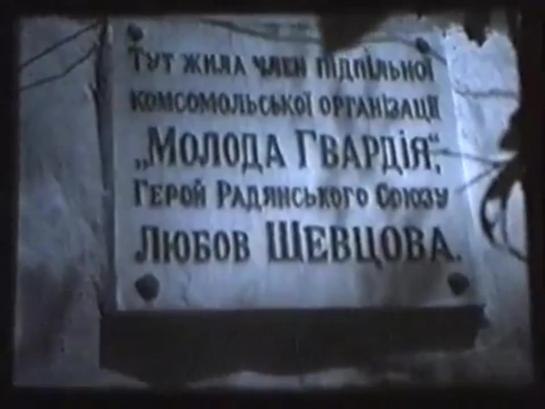 Тут жила член підпільної
комсомольської організації
„Молода Гвардія“,
Герой Радянського Союзу
Любов Шевцова.